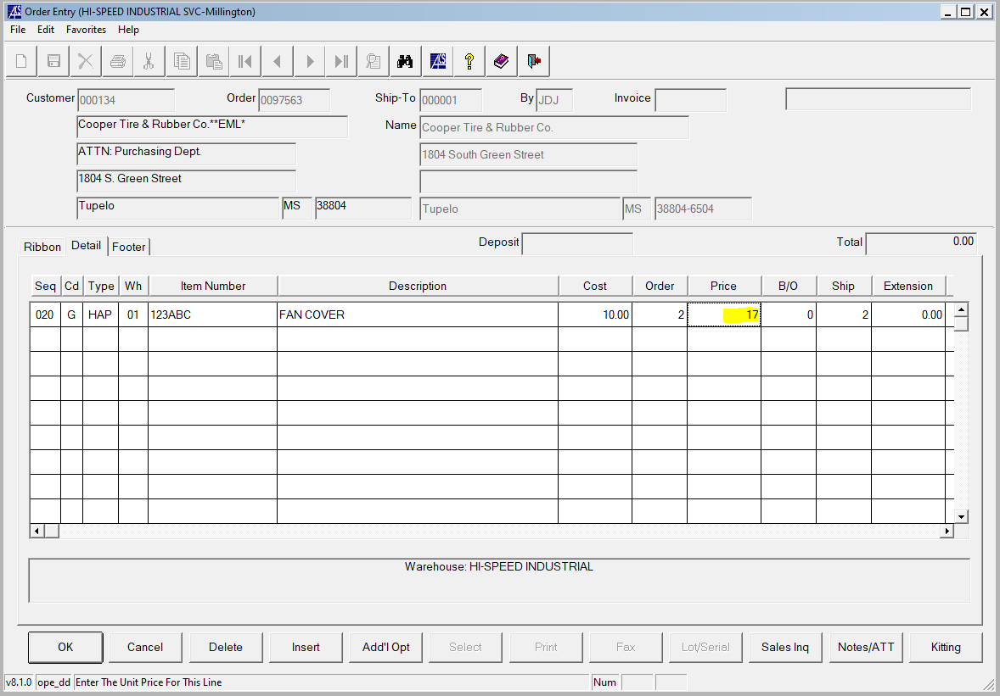 Order Entry (HI-SPEED INDUSTRIAL SVC-Millington)
File Edit Favorites Help
Customer 000134 Order 0097563 Ship-To 000001 By JDJ Invoice
Cooper Tire & Rubber Co.**EML* Name Cooper Tire & Rubber Co.
ATTN: Purchasing Dept. 1804 South Green Street
1804 S. Green Street
Tupelo MS 38804 Tupelo MS 38804-6504
Ribbon Detail Footer Deposit Total 0.00
Seq Cd Type Wh Item Number Description Cost Order Price B/O Ship Extension
020 G HAP 01 123ABC FAN COVER 10.00 2 17 0 2 0.00
Warehouse: HI-SPEED INDUSTRIAL
OK Cancel Delete Insert Add'l Opt Select Print Fax Lot/Serial Sales Inq Notes/ATT Kitting
v8.1.0 ope_dd Enter The Unit Price For This Line Num